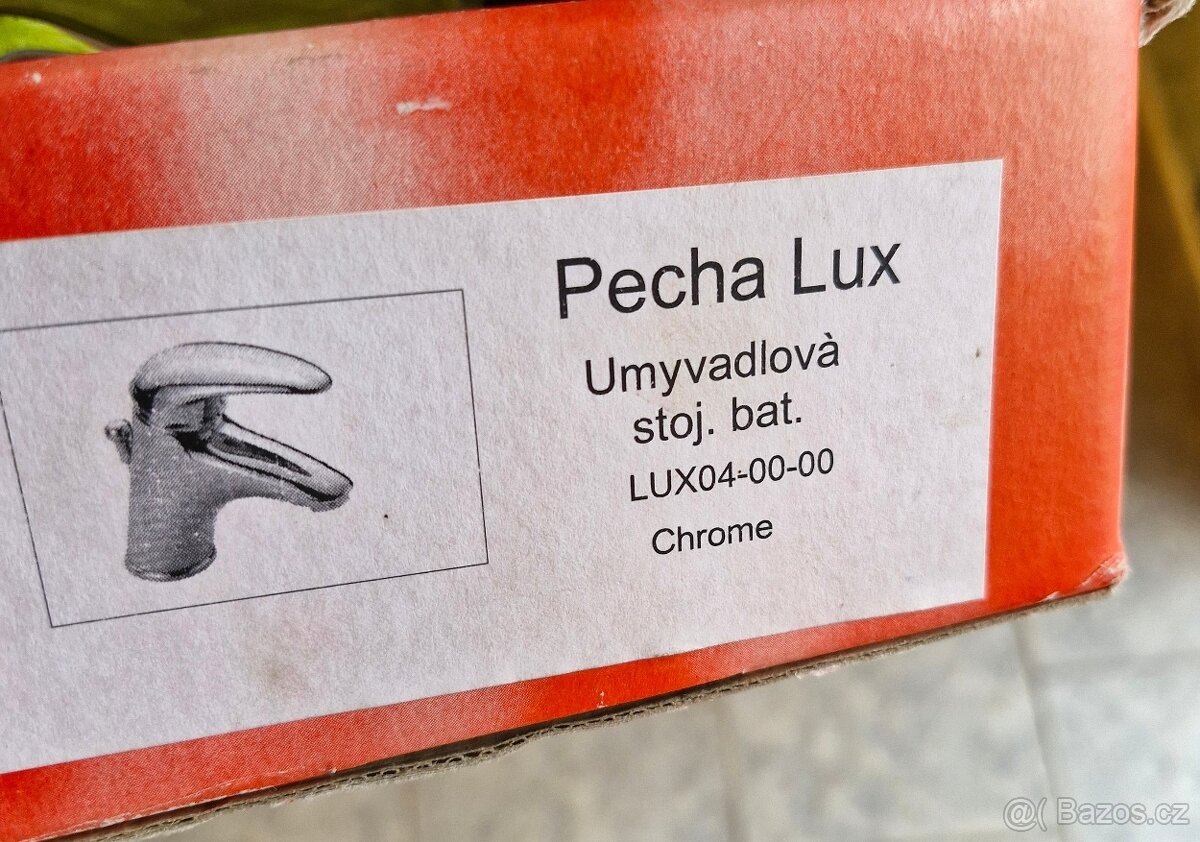 Pecha Lux
Umyvadlovà
stoj. bat.
LUX04-00-00
Chrome
@( Bazos.cz